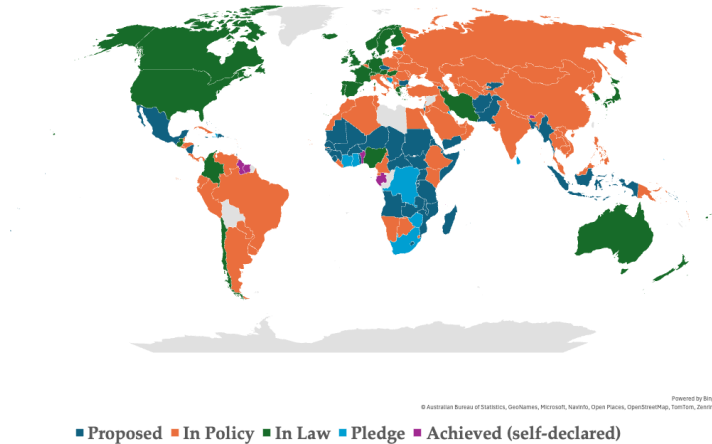 Powered by Bin
© Australian Bureau of Statistics, GeoNames, Microsoft, Navinfo, Open Places, OpenStreetMap, TomTom, Zenrin
Proposed In Policy In Law Pledge Achieved (self-declared)